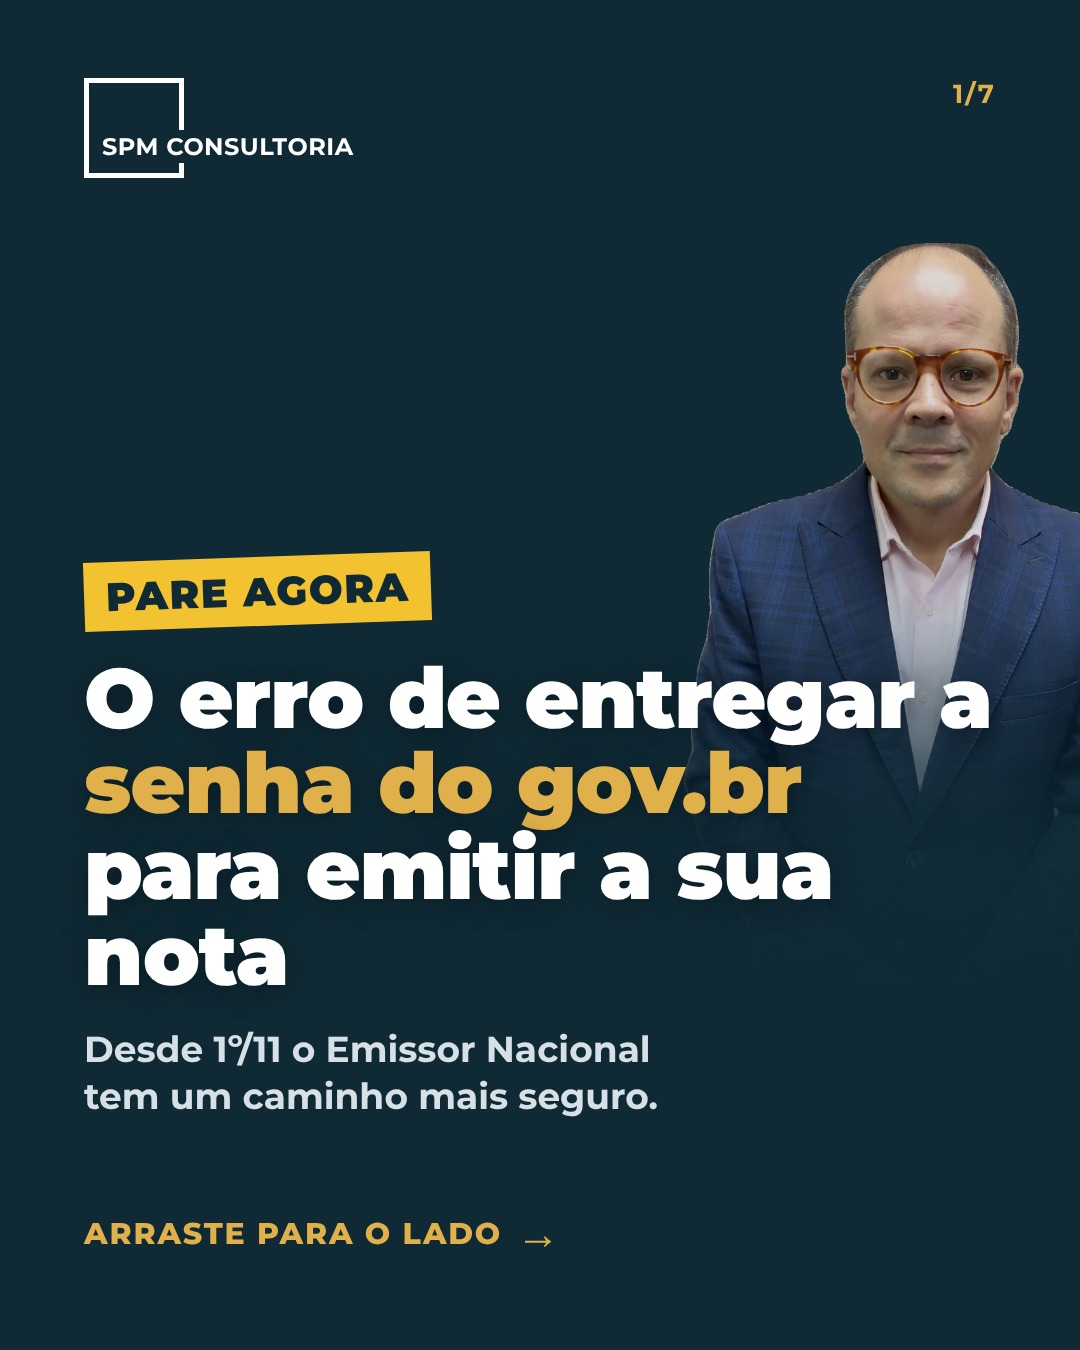 SPM CONSULTORIA
1/7
PARE AGORA
O erro de entregar a
senha do gov.br
para emitir a sua
nota
Desde 1º/11 o Emissor Nacional
tem um caminho mais seguro.
ARRASTE PARA O LADO →